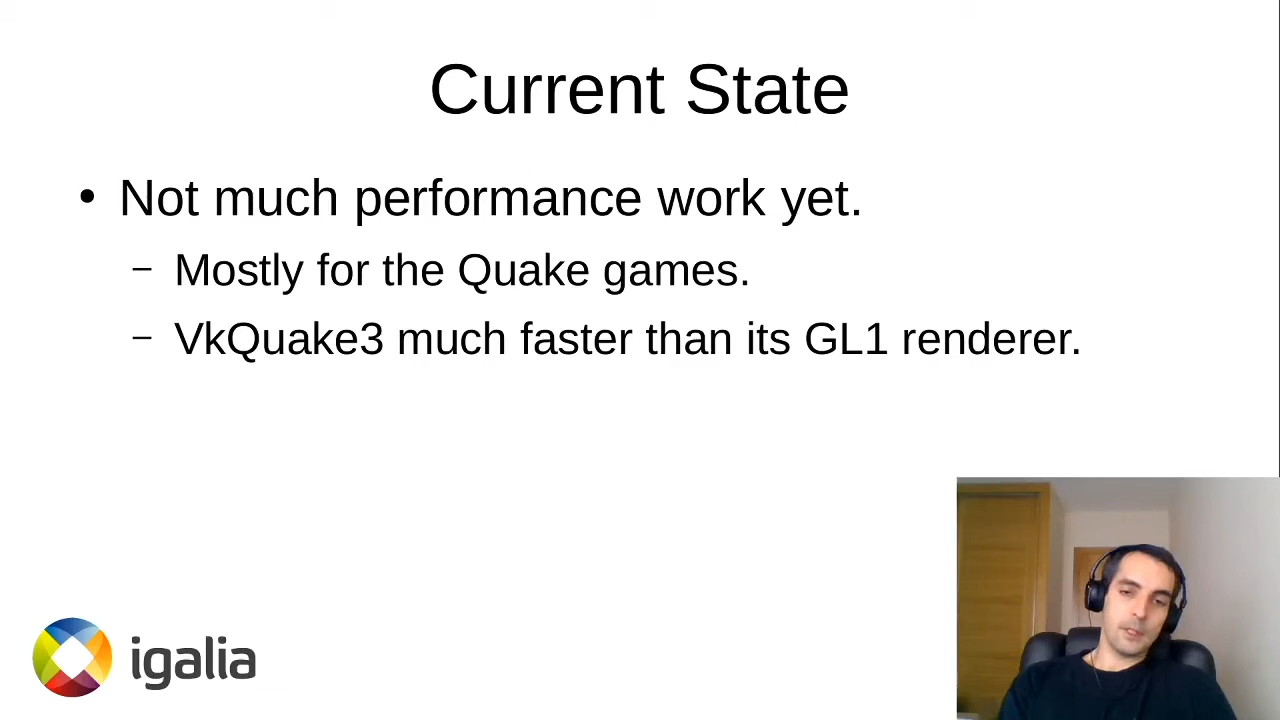 Current State
Not much performance work yet.
Mostly for the Quake games.
VkQuake3 much faster than its GL1 renderer.
igalia